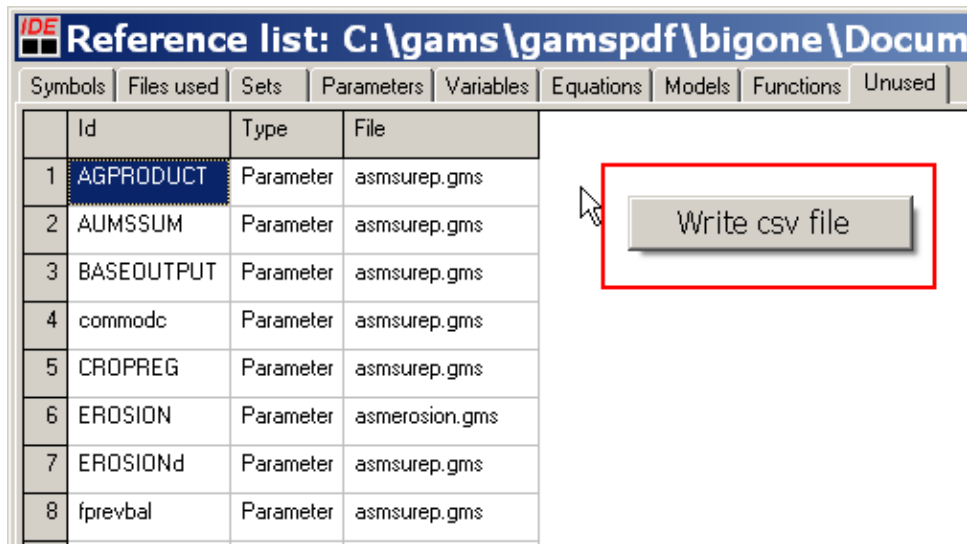 IDE Reference list: C:\gams\gamspdf\bigone\Docum
Symbols Files used Sets Parameters Variables Equations Models Functions Unused
Id Type File
1 AGPRODUCT Parameter asmsurep.gms
2 AUMSSUM Parameter asmsurep.gms
Write csv file
3 BASEOUTPUT Parameter asmsurep.gms
4 commodc Parameter asmsurep.gms
5 CROPREG Parameter asmsurep.gms
6 EROSION Parameter asmerosion.gms
7 EROSIONd Parameter asmsurep.gms
8 fprevbal Parameter asmsurep.gms